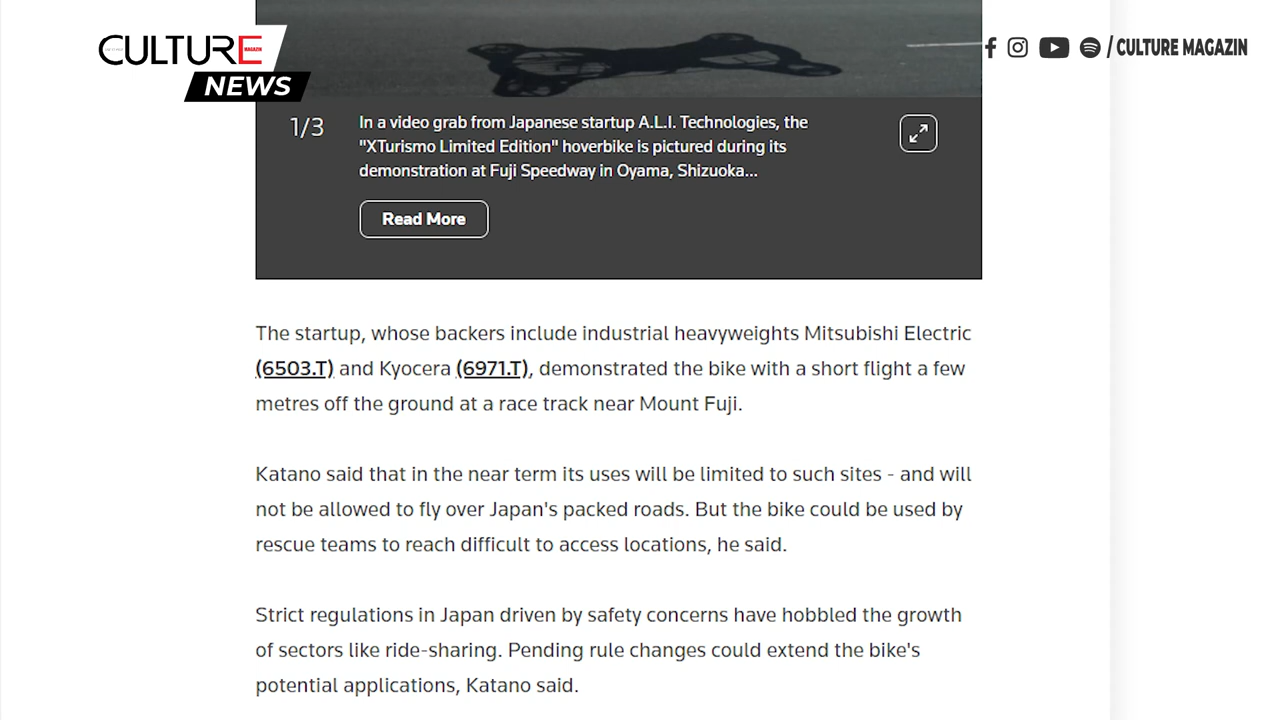 CULTURE
MAGAZIN
NEWS
/ CULTURE MAGAZIN
1/3
In a video grab from Japanese startup A.L.I. Technologies, the
"XTurismo Limited Edition" hoverbike is pictured during its
demonstration at Fuji Speedway in Oyama, Shizuoka...
Read More
The startup, whose backers include industrial heavyweights Mitsubishi Electric
(6503.T) and Kyocera (6971.T), demonstrated the bike with a short flight a few
metres off the ground at a race track near Mount Fuji.
Katano said that in the near term its uses will be limited to such sites - and will
not be allowed to fly over Japan's packed roads. But the bike could be used by
rescue teams to reach difficult to access locations, he said.
Strict regulations in Japan driven by safety concerns have hobbled the growth
of sectors like ride-sharing. Pending rule changes could extend the bike's
potential applications, Katano said.